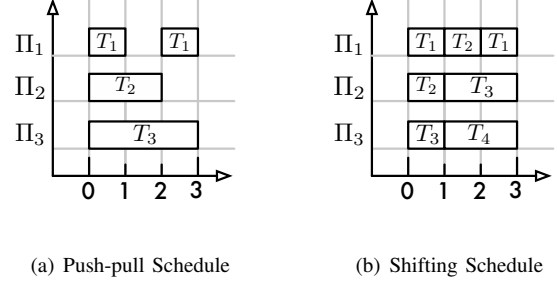 Π₁ T₁ T₁
Π₂ T₂
Π₃ T₃
0 1 2 3
(a) Push-pull Schedule
Π₁ T₁ T₂ T₁
Π₂ T₂ T₃
Π₃ T₃ T₄
0 1 2 3
(b) Shifting Schedule